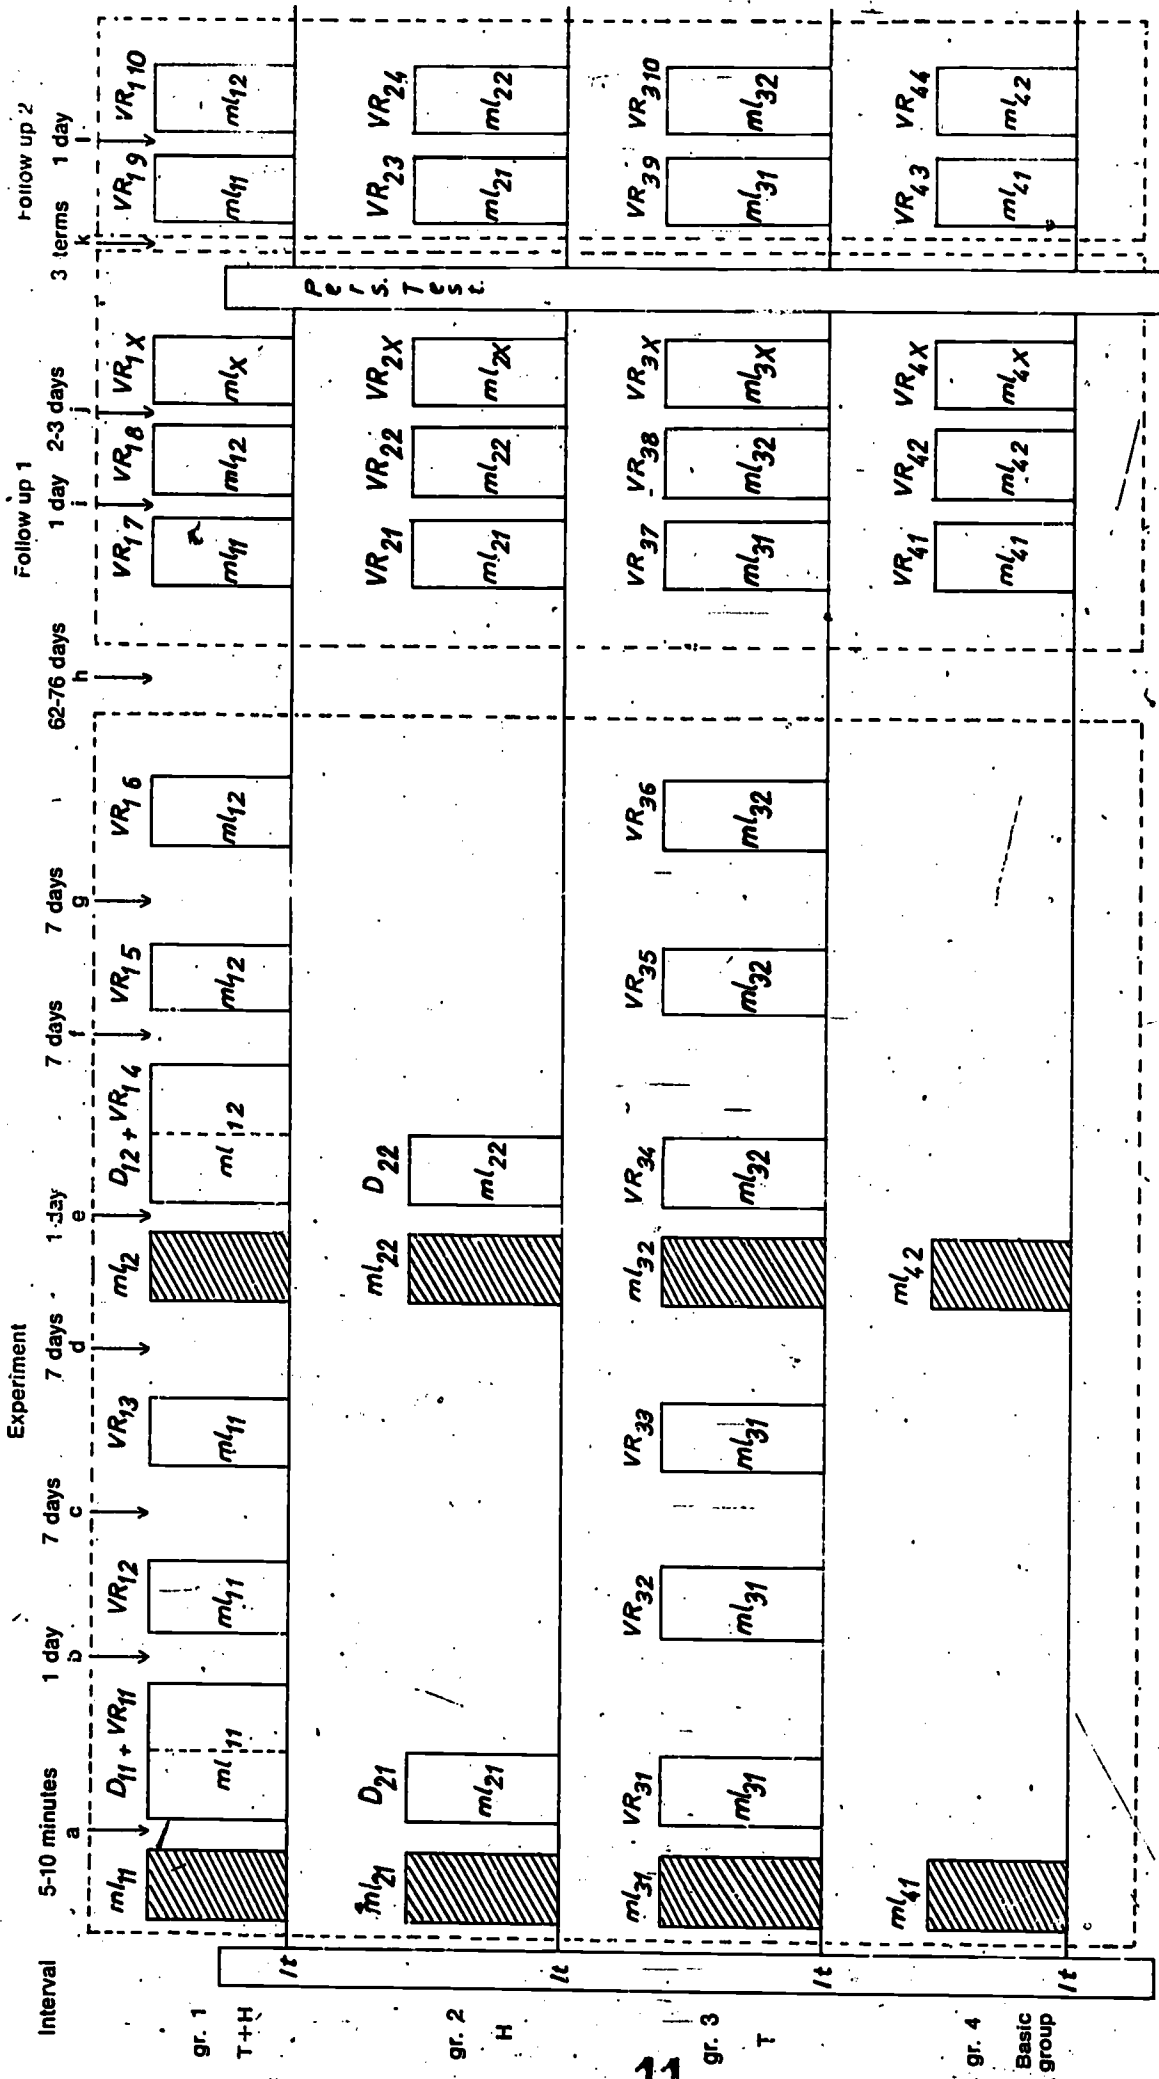 Experiment Follow up 1 Follow up 2
Interval 5-10 minutes 1 day 7 days 7 days 1 day 7 days 7 days 62-76 days 1 day 2-3 days 3 terms 1 day
a b c d e f g h i j k l
gr. 1
T+H
ml11 D11 + VR11 VR12 VR13 ml12 D12 + VR14 VR15 VR16 VR17 VR18 VR1X VR19 VR110
It ml11 ml11 ml11 ml12 ml12 ml12 ml11 ml12 mlX ml11 ml12
Pers. Test.
gr. 2
H
ml21 D21 ml22 D22 VR21 VR22 VR2X VR23 VR24
It ml21 ml22 ml21 ml22 ml2X ml21 ml22
gr. 3
T
ml31 VR31 VR32 VR33 ml32 VR34 VR35 VR36 VR37 VR38 VR3X VR39 VR310
It ml31 ml31 ml31 ml32 ml32 ml32 ml31 ml32 ml3X ml31 ml32
gr. 4
Basic
group
ml41 ml42 VR41 VR42 VR4X VR43 VR44
It ml41 ml42 ml4X ml41 ml42
11